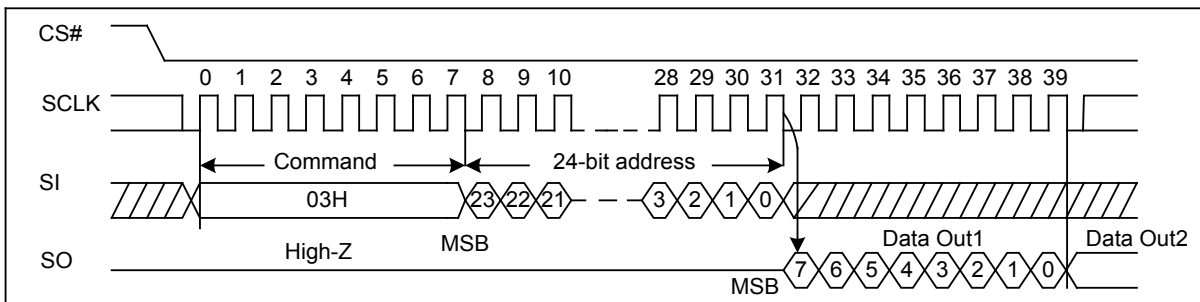 CS#
0 1 2 3 4 5 6 7 8 9 10 28 29 30 31 32 33 34 35 36 37 38 39
SCLK
Command 24-bit address
SI 03H 23 22 21 3 2 1 0
High-Z MSB Data Out1 Data Out2
SO MSB 7 6 5 4 3 2 1 0